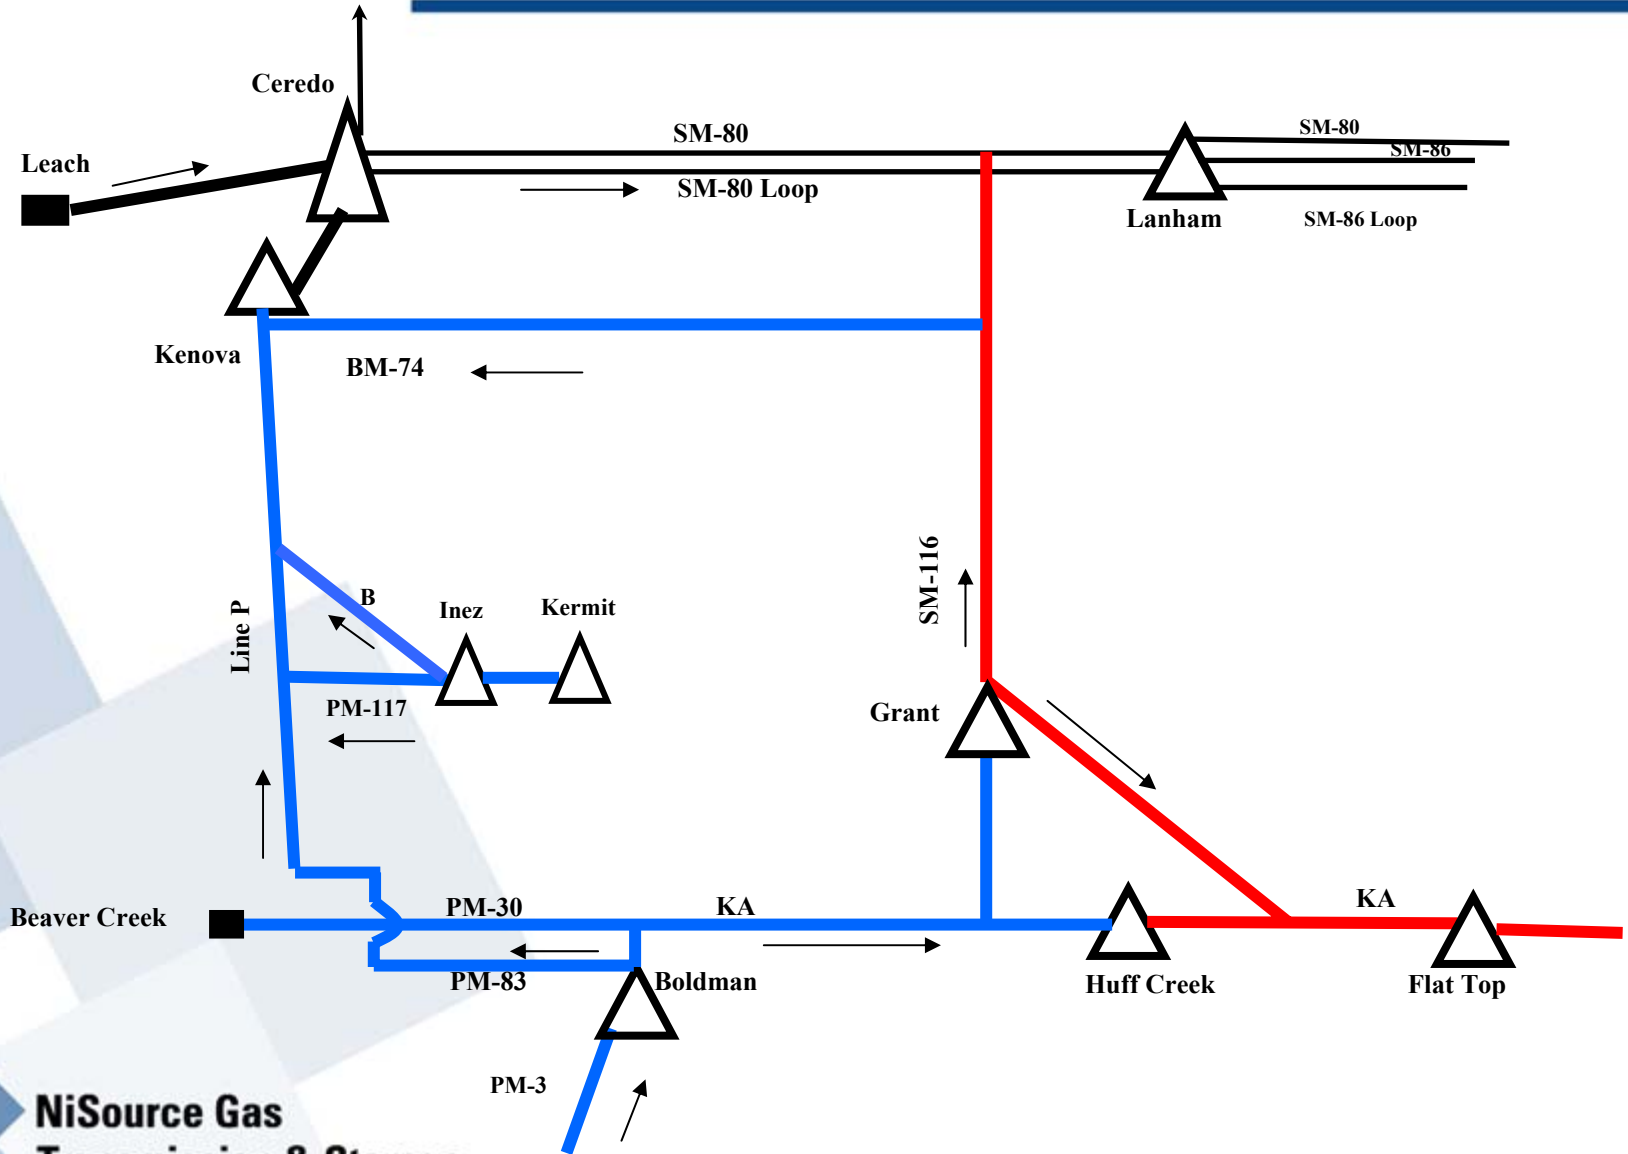 Ceredo
SM-80
SM-80
SM-86
Leach
SM-80 Loop
Lanham
SM-86 Loop
Kenova
BM-74
SM-116
B
Inez
Kermit
Line P
PM-117
Grant
Beaver Creek
PM-30
KA
KA
PM-83
Boldman
Huff Creek
Flat Top
PM-3
NiSource Gas